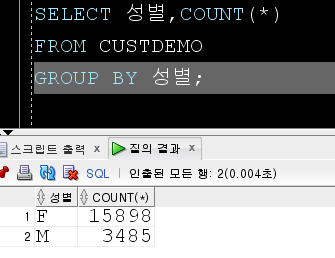 SELECT 성별,COUNT(*)
FROM CUSTDEMO
GROUP BY 성별;
스크립트 출력 x 질의 결과 x
SQL | 인출된 모든 행: 2(0.004초)
성별 COUNT(*)
1 F 15898
2 M 3485